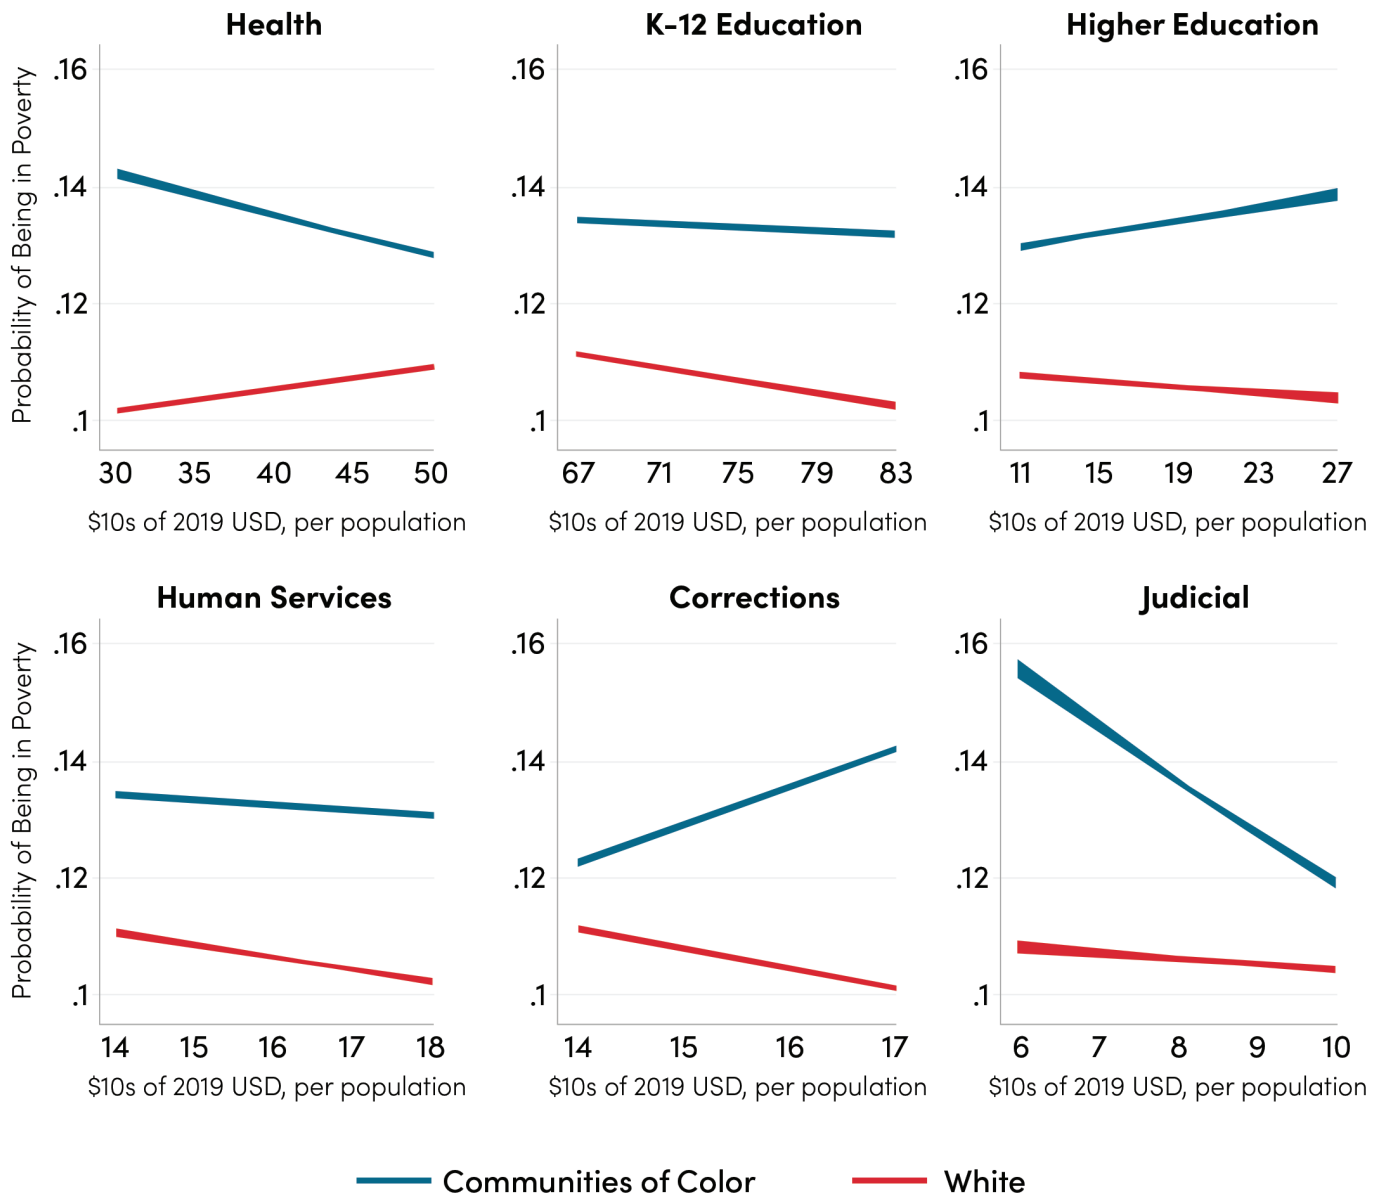 Health
K-12 Education
Higher Education
Probability of Being in Poverty
.16
.14
.12
.1
30 35 40 45 50
$10s of 2019 USD, per population
.16
.14
.12
.1
67 71 75 79 83
$10s of 2019 USD, per population
.16
.14
.12
.1
11 15 19 23 27
$10s of 2019 USD, per population
Human Services
Corrections
Judicial
Probability of Being in Poverty
.16
.14
.12
.1
14 15 16 17 18
$10s of 2019 USD, per population
.16
.14
.12
.1
14 15 16 17
$10s of 2019 USD, per population
.16
.14
.12
.1
6 7 8 9 10
$10s of 2019 USD, per population
Communities of Color
White